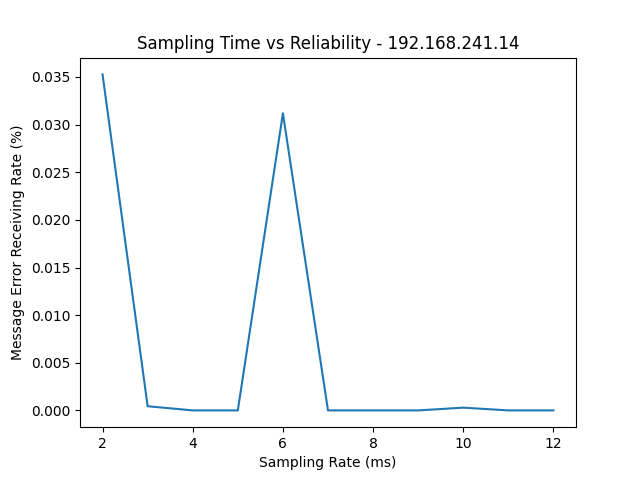 Sampling Time vs Reliability - 192.168.241.14
Message Error Receiving Rate (%)
0.035
0.030
0.025
0.020
0.015
0.010
0.005
0.000
2 4 6 8 10 12
Sampling Rate (ms)